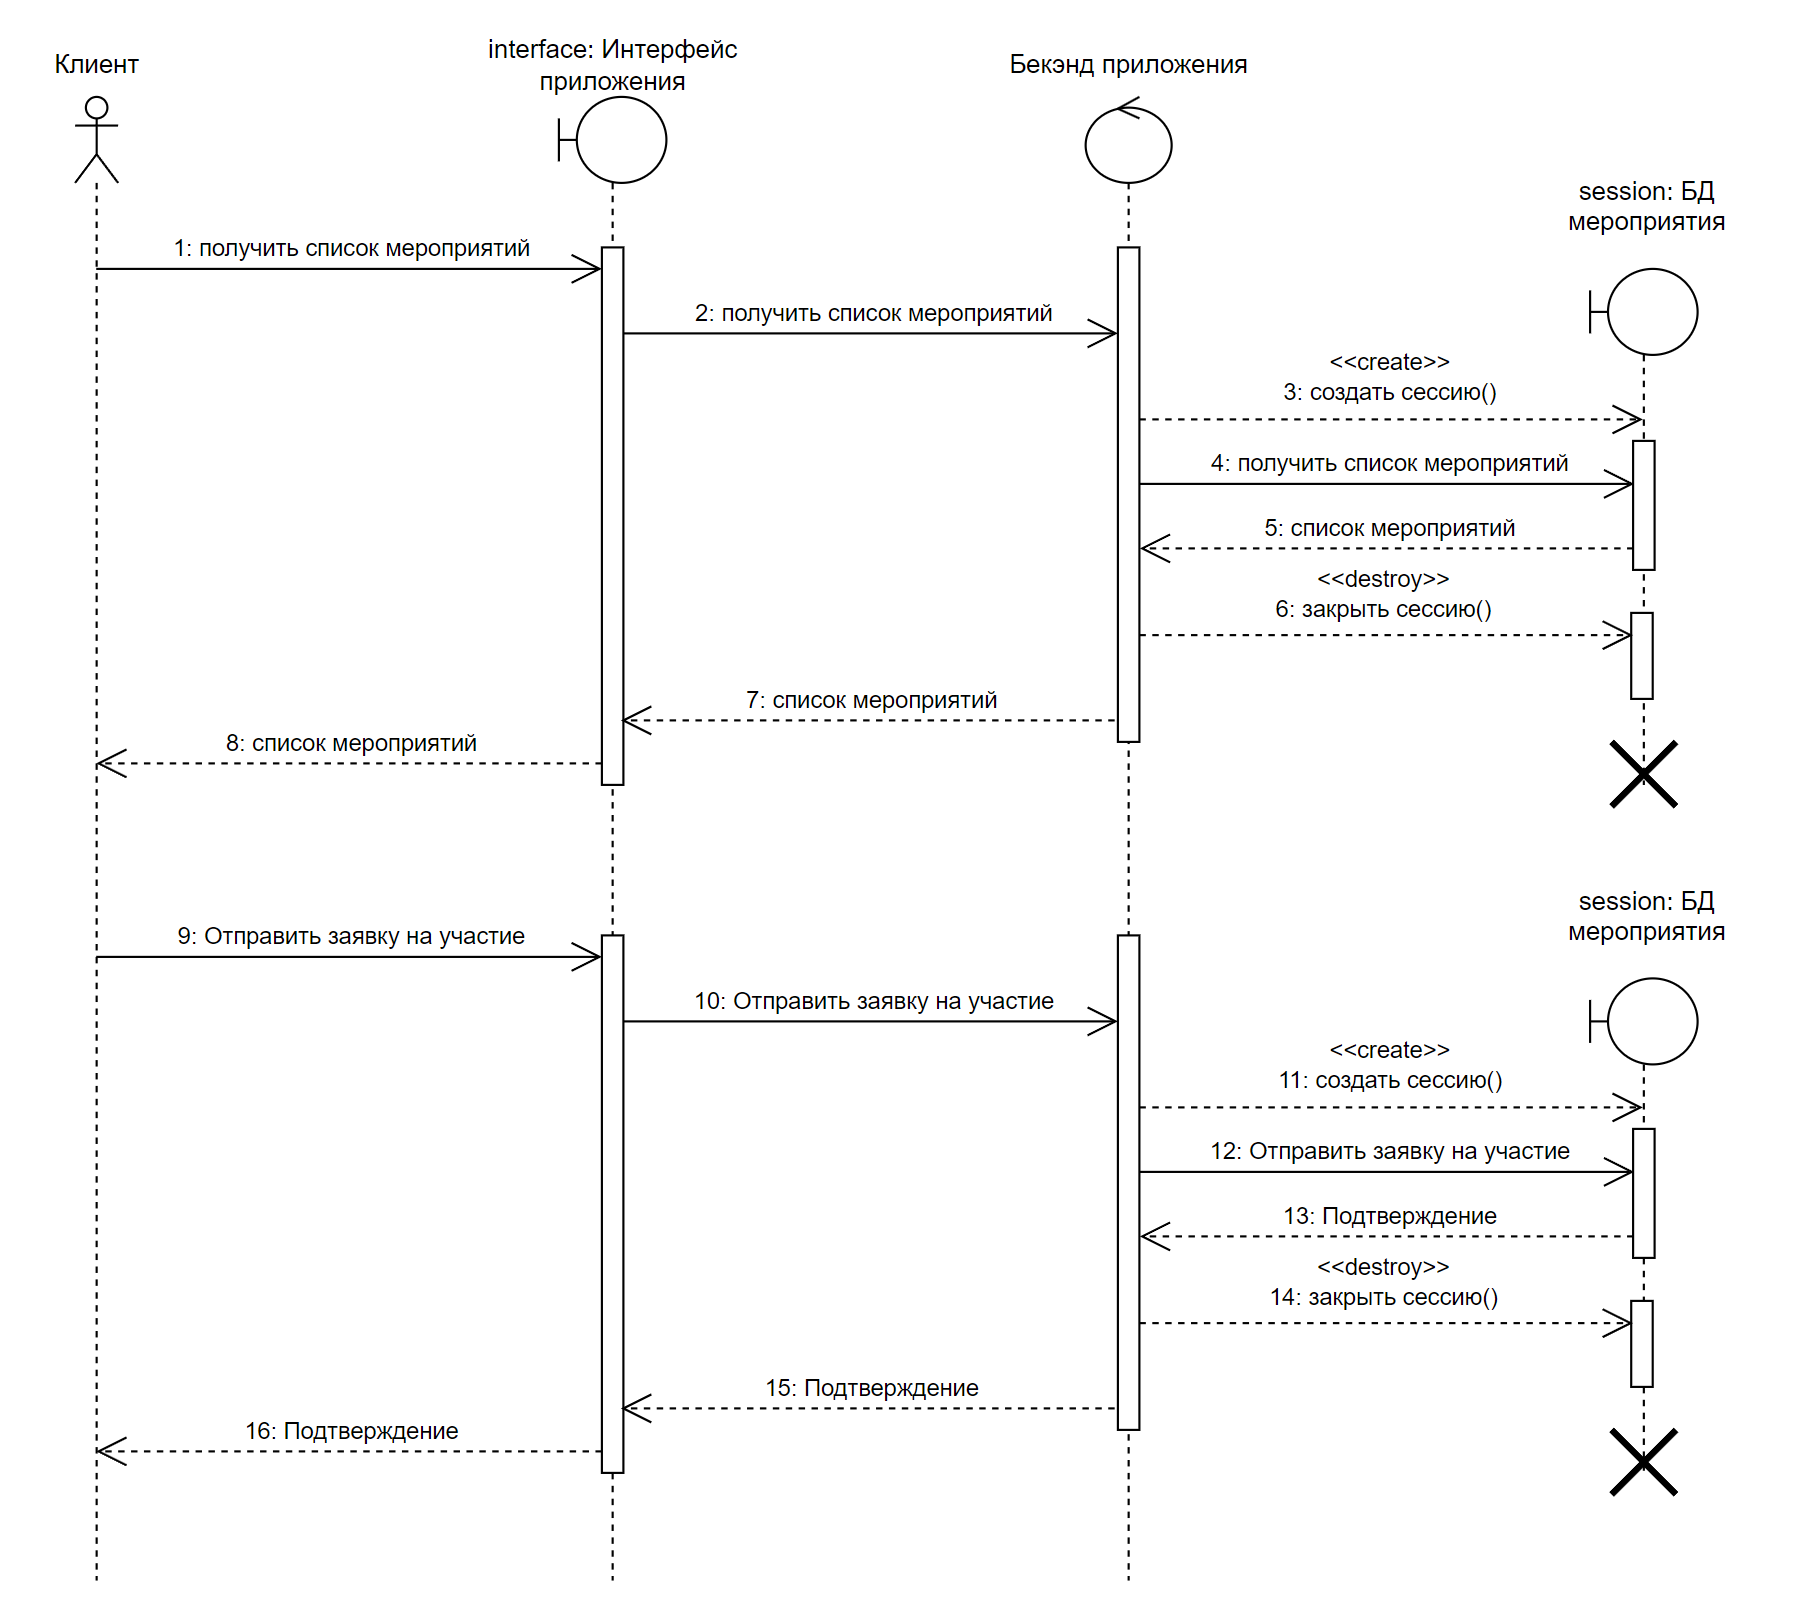 Клиент
interface: Интерфейс
приложения
Бекэнд приложения
session: БД
мероприятия
1: получить список мероприятий
2: получить список мероприятий
<<create>>
3: создать сессию()
4: получить список мероприятий
5: список мероприятий
<<destroy>>
6: закрыть сессию()
7: список мероприятий
8: список мероприятий
session: БД
мероприятия
9: Отправить заявку на участие
10: Отправить заявку на участие
<<create>>
11: создать сессию()
12: Отправить заявку на участие
13: Подтверждение
<<destroy>>
14: закрыть сессию()
15: Подтверждение
16: Подтверждение